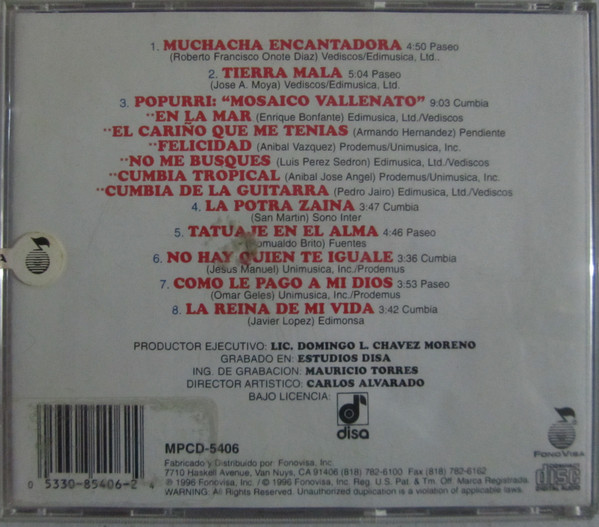 1. MUCHACHA ENCANTADORA 4:50 Paseo
(Roberto Francisco Onote Diaz) Vediscos/Edimusica, Ltd..
2. TIERRA MALA 5:04 Paseo
(Jose A. Moya) Vediscos/Edimusica, Ltd.
3. POPURRI: “MOSAICO VALLENATO” 9:03 Cumbia
¨EN LA MAR (Enrique Bonfante) Edimusica, Ltd./Vediscos
¨EL CARIÑO QUE ME TENIAS (Armando Hernandez) Pendiente
¨FELICIDAD (Anibal Vazquez) Prodemus/Unimusica, Inc.
¨NO ME BUSQUES (Luis Perez Sedron) Edimusica, Ltd/Vediscos
¨CUMBIA TROPICAL (Anibal Jose Angel) Prodemus/Unimusica, Inc.
¨CUMBIA DE LA GUITARRA (Pedro Jairo) Edimusica, Ltd./Vediscos
4. LA POTRA ZAINA 3:47 Cumbia
(San Martin) Sono Inter
5. TATUAJE EN EL ALMA 4:46 Paseo
omualdo Brito) Fuentes
6. NO HAY QUIEN TE IGUALE 3:36 Cumbia
(Jesus Manuel) Unimusica, Inc./Prodemus
7. COMO LE PAGO A MI DIOS 3:53 Paseo
(Omar Geles) Unimusica, Inc./Prodemus
8. LA REINA DE MI VIDA 3:42 Cumbia
(Javier Lopez) Edimonsa
PRODUCTOR EJECUTIVO: LIC. DOMINGO L. CHAVEZ MORENO
GRABADO EN: ESTUDIOS DISA
ING. DE GRABACION: MAURICIO TORRES
DIRECTOR ARTISTICO: CARLOS ALVARADO
BAJO LICENCIA:
disa
FONOVISA
MPCD-5406
Fabricado y Distribuido por Fonovisa, Inc.
7710 Haskell Avenue, Van Nuys, CA 91406 (818) 782-6100 Fax (818) 782-6162
℗ 1996 Fonovisa, Inc. / © 1996 Fonovisa, Inc. Reg. U.S. Pat. & Tm. Off. Marca Registrada.
WARNING: All Rights Reserved. Unauthorized duplication is a violation of applicable laws.
0 53308-85406-2 4
COMPACT disc DIGITAL AUDIO